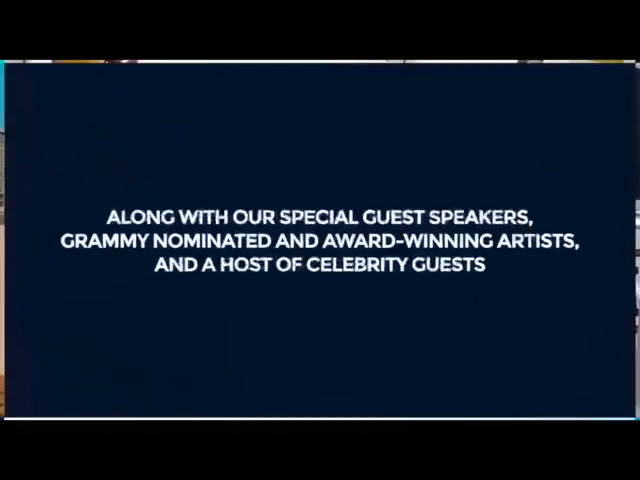 ALONG WITH OUR SPECIAL GUEST SPEAKERS,
GRAMMY NOMINATED AND AWARD-WINNING ARTISTS,
AND A HOST OF CELEBRITY GUESTS